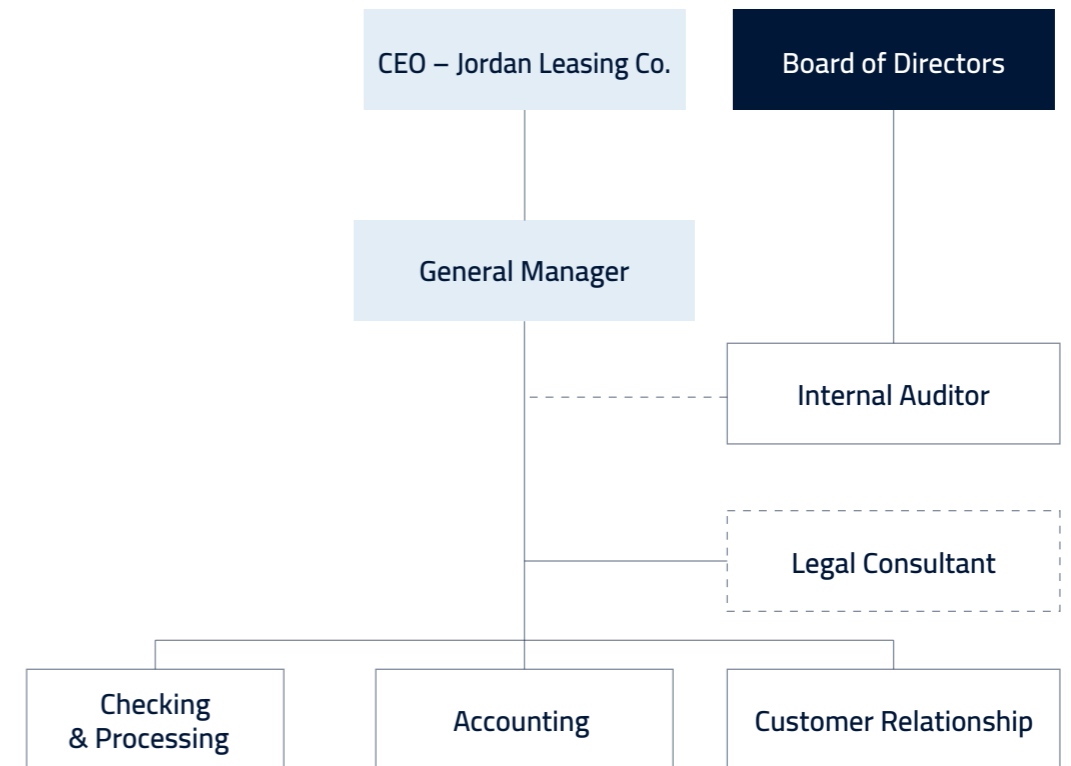 CEO – Jordan Leasing Co.
Board of Directors
General Manager
Internal Auditor
Legal Consultant
Checking
& Processing
Accounting
Customer Relationship